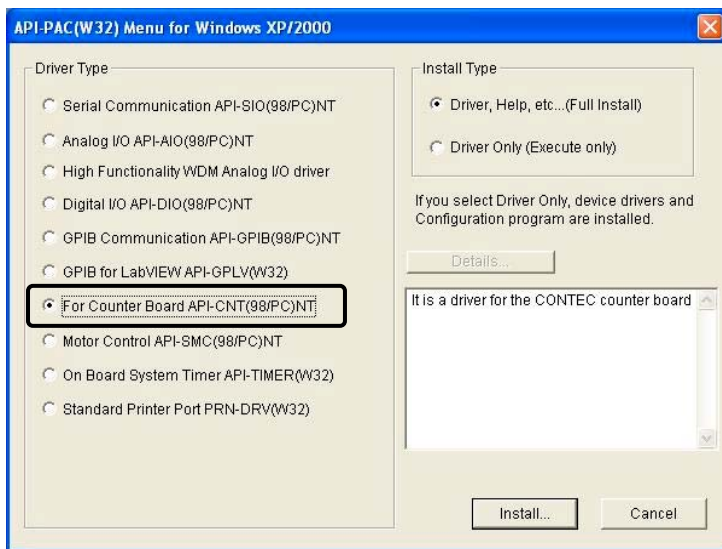 API-PAC(W32) Menu for Windows XP/2000
Driver Type
Serial Communication API-SIO(98/PC)NT
Analog I/O API-AIO(98/PC)NT
High Functionality WDM Analog I/O driver
Digital I/O API-DIO(98/PC)NT
GPIB Communication API-GPIB(98/PC)NT
GPIB for LabVIEW API-GPLV(W32)
For Counter Board API-CNT(98/PC)NT
Motor Control API-SMC(98/PC)NT
On Board System Timer API-TIMER(W32)
Standard Printer Port PRN-DRV(W32)
Install Type
Driver, Help, etc...(Full Install)
Driver Only (Execute only)
If you select Driver Only, device drivers and
Configuration program are installed.
Details...
It is a driver for the CONTEC counter board
Install...
Cancel